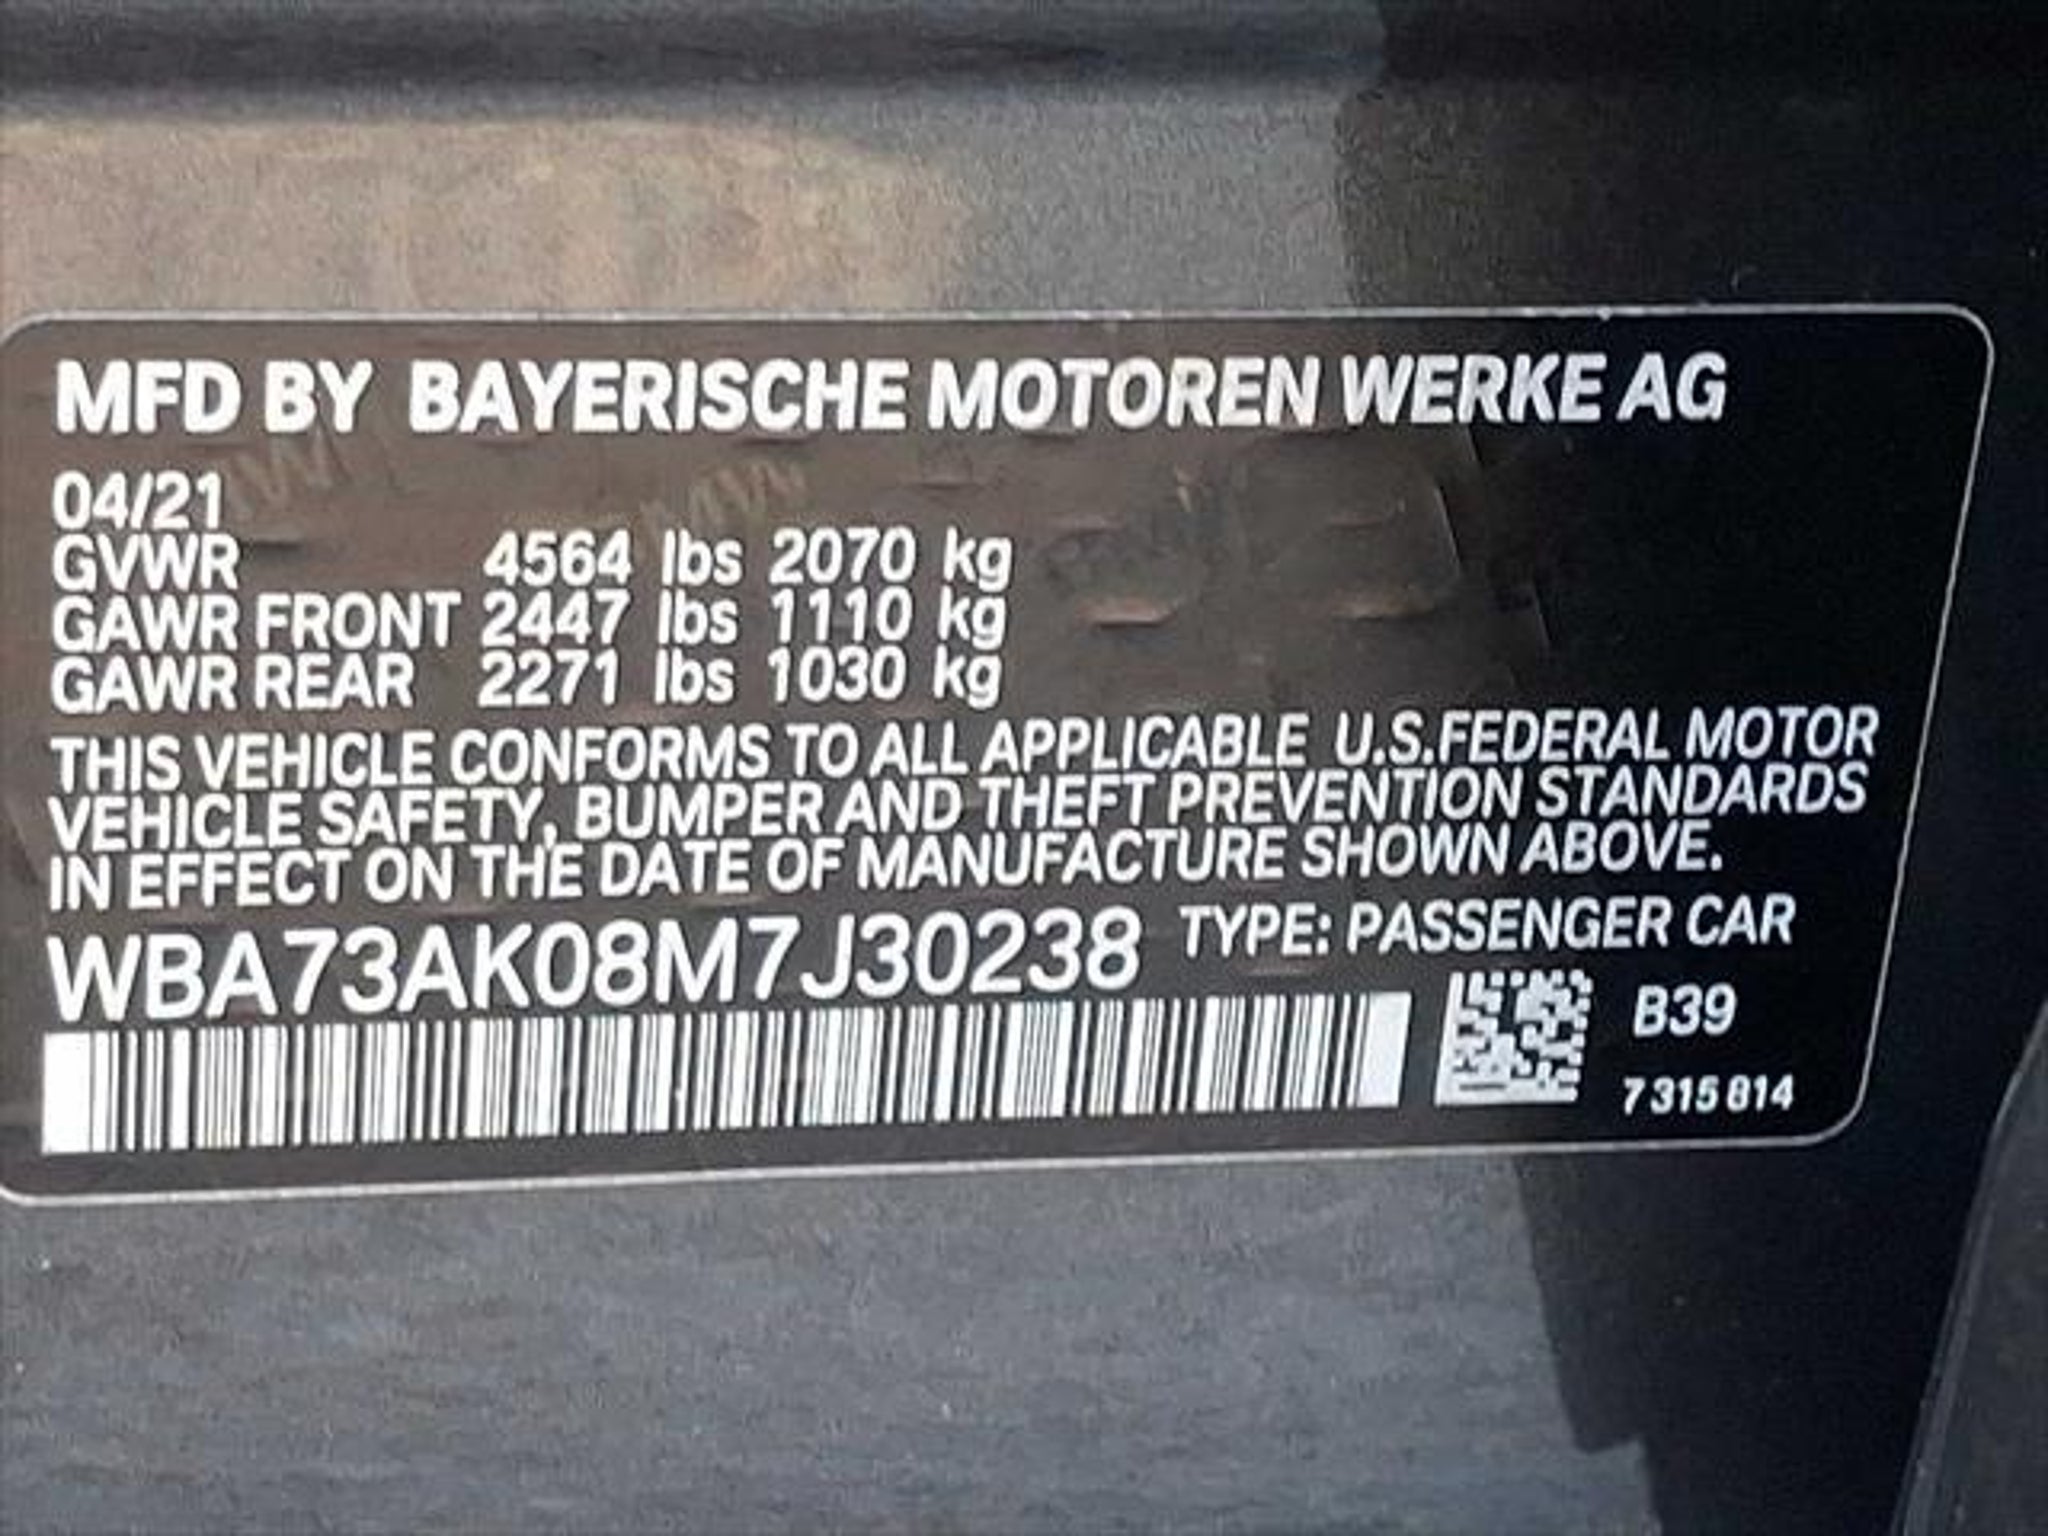 MFD BY BAYERISCHE MOTOREN WERKE AG
04/21
GVWR 4564 lbs 2070 kg
GAWR FRONT 2447 lbs 1110 kg
GAWR REAR 2271 lbs 1030 kg
THIS VEHICLE CONFORMS TO ALL APPLICABLE U.S.FEDERAL MOTOR
VEHICLE SAFETY, BUMPER AND THEFT PREVENTION STANDARDS
IN EFFECT ON THE DATE OF MANUFACTURE SHOWN ABOVE.
WBA73AK08M7J30238 TYPE: PASSENGER CAR
B39
7 315 814